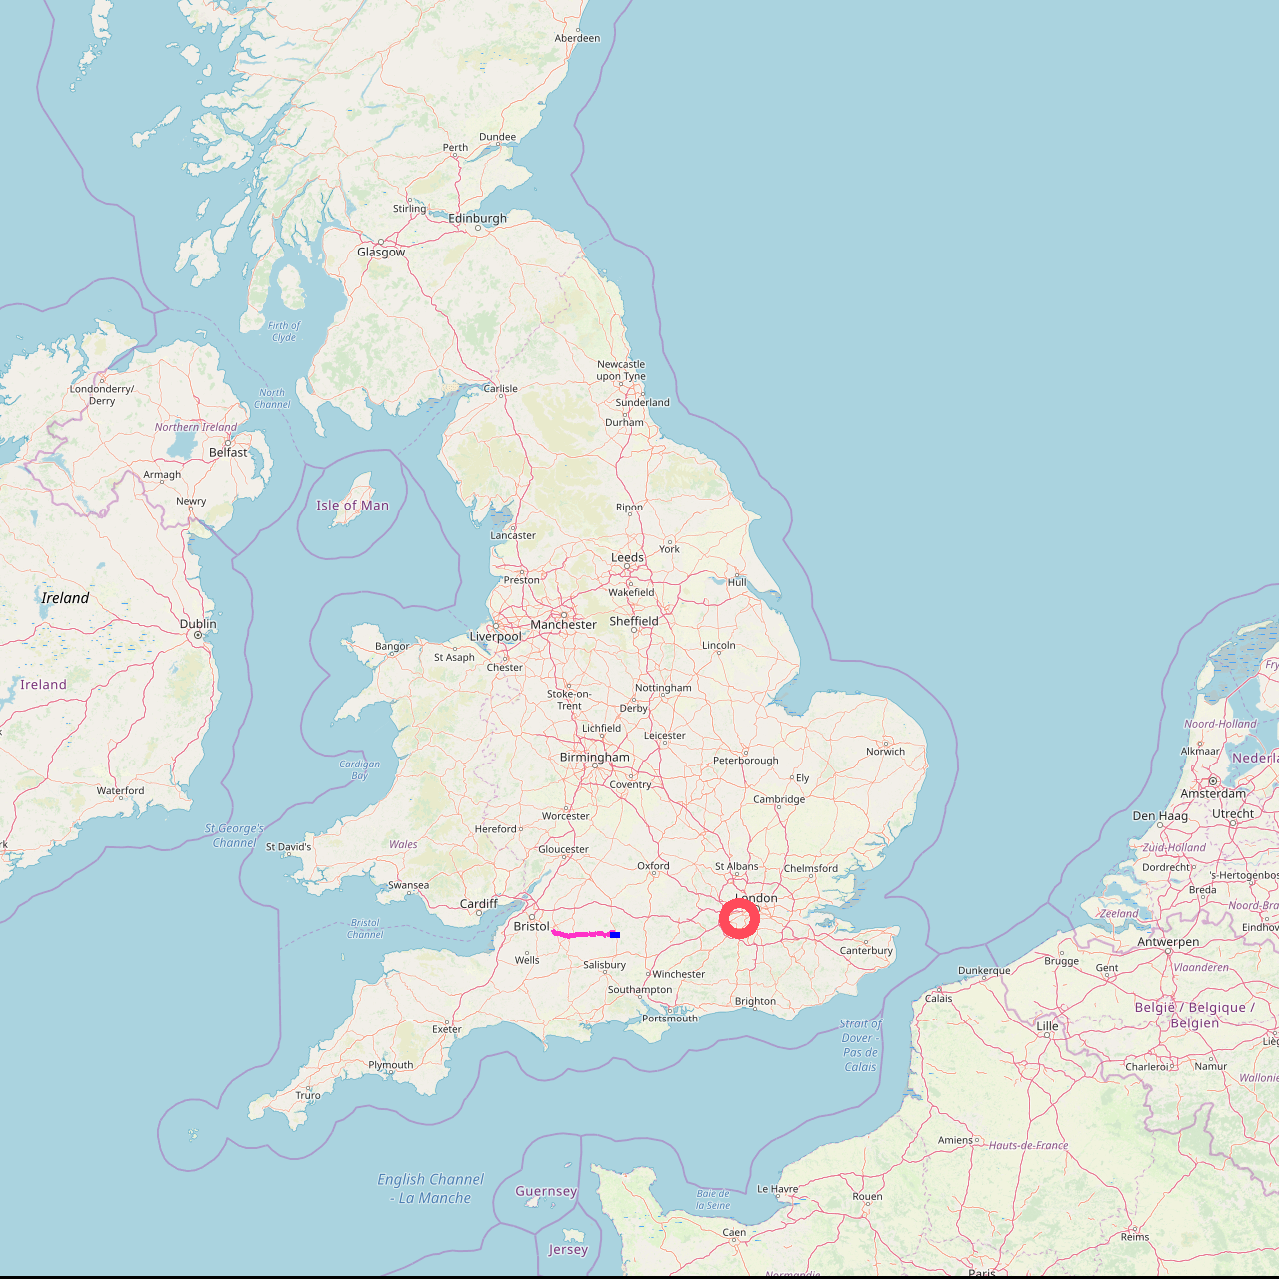 Aberdeen
Dundee
Perth
Stirling
Edinburgh
Glasgow
Firth of
Clyde
Newcastle
upon Tyne
Londonderry/
Derry
Carlisle
North
Channel
Sunderland
Durham
Northern Ireland
Belfast
Armagh
Newry
Isle of Man
Ripon
Lancaster
York
Leeds
Preston
Hull
Wakefield
Ireland
Dublin
Manchester
Sheffield
Liverpool
Bangor
Lincoln
St Asaph
Chester
Ireland
Fry
Nottingham
Stoke-on-
Trent
Derby
Noord-Holland
Lichfield
Leicester
Norwich
Alkmaar
Birmingham
Peterborough
Nederla
Cardigan
Bay
Ely
Coventry
Waterford
Amsterdam
Cambridge
Worcester
Den Haag
Utrecht
St George's
Channel
Hereford
rk
St David's
Wales
Gloucester
Zuid-Holland
Oxford
St Albans
Chelmsford
Dordrecht
's-Hertogenbos
Swansea
Breda
London
Cardiff
Zeeland
Noord-Bra
Bristol
Channel
Bristol
Eindhov
Antwerpen
Canterbury
Wells
Salisbury
Brugge
Gent
Vlaanderen
Winchester
Dunkerque
Southampton
Calais
Brighton
België / Belgique /
Belgien
Portsmouth
Strait of
Dover -
Pas de
Calais
Exeter
Lille
Lièg
Plymouth
Charleroi
Namur
Wallonie
Truro
Amiens
Hauts-de-France
English Channel
- La Manche
Guernsey
Le Havre
Baie de
la Seine
Rouen
Caen
Reims
Jersey
Paris
Normandie